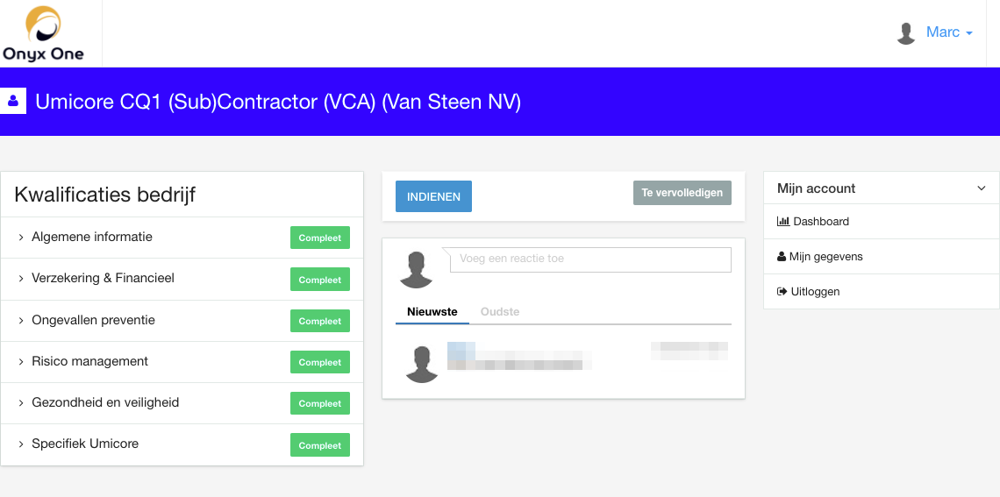 Onyx One
Marc
Umicore CQ1 (Sub)Contractor (VCA) (Van Steen NV)
Kwalificaties bedrijf
Algemene informatie Compleet
Verzekering & Financieel Compleet
Ongevallen preventie Compleet
Risico management Compleet
Gezondheid en veiligheid Compleet
Specifiek Umicore Compleet
INDIENEN Te vervolledigen
Voeg een reactie toe
Nieuwste Oudste
Mijn account
Dashboard
Mijn gegevens
Uitloggen